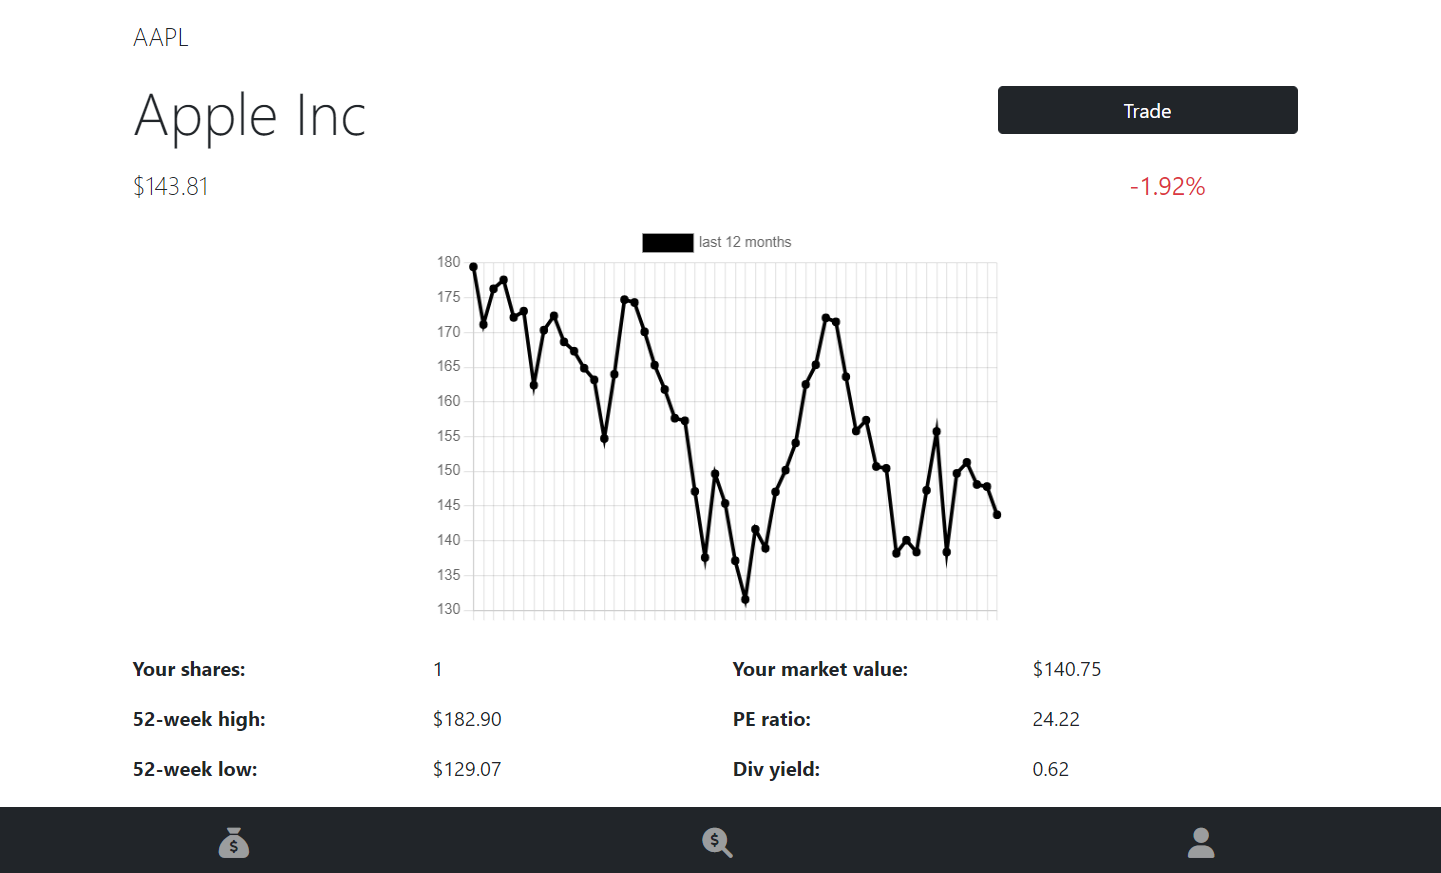 AAPL
Apple Inc
Trade
$143.81
-1.92%
last 12 months
180
175
170
165
160
155
150
145
140
135
130
Your shares: 1 Your market value: $140.75
52-week high: $182.90 PE ratio: 24.22
52-week low: $129.07 Div yield: 0.62
$
$